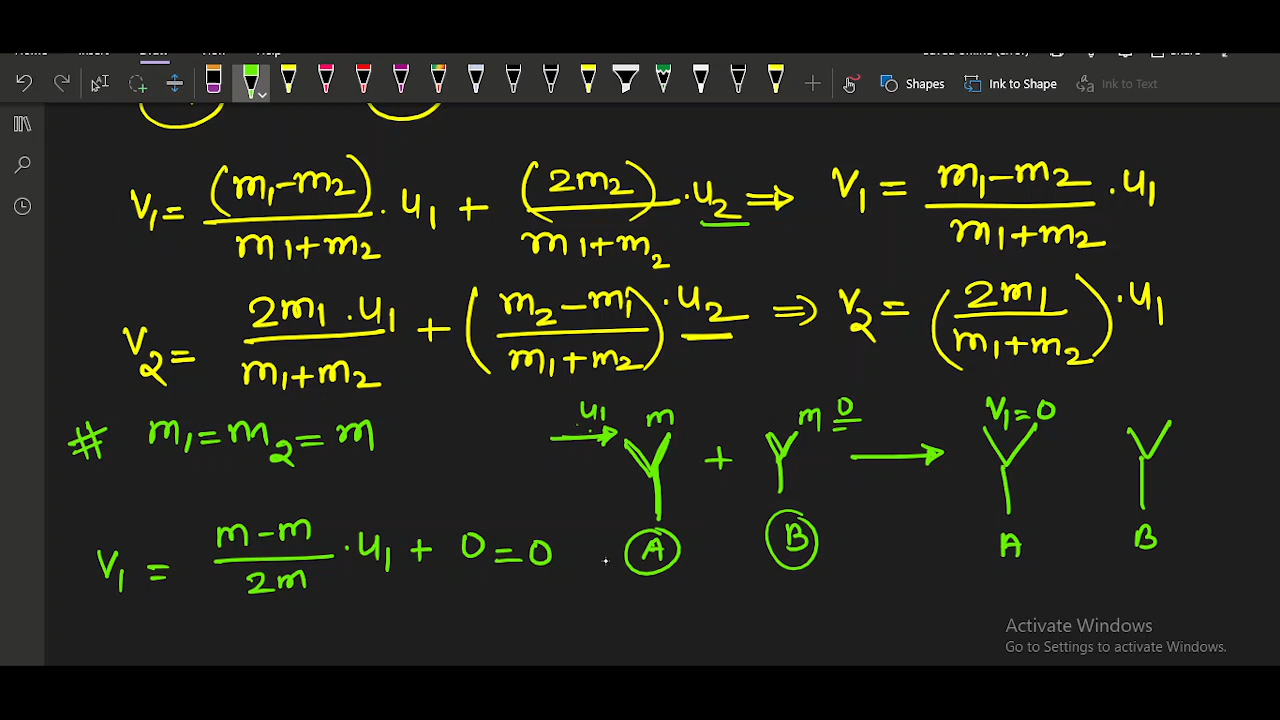 Shapes Ink to Shape Ink to Text
v1 = (m1-m2)/m1+m2 . u1 + (2m2)/m1+m2 . u2 ⇒ v1 = m1-m2/m1+m2 . u1
v2 = 2m1 . u1/m1+m2 + (m2-m1/m1+m2) . u2 ⇒ v2 = (2m1/m1+m2) . u1
# m1=m2=m u1 m + m 0 → v1=0
v1 = m-m/2m . u1 + 0=0 A B A B
Activate Windows
Go to Settings to activate Windows.